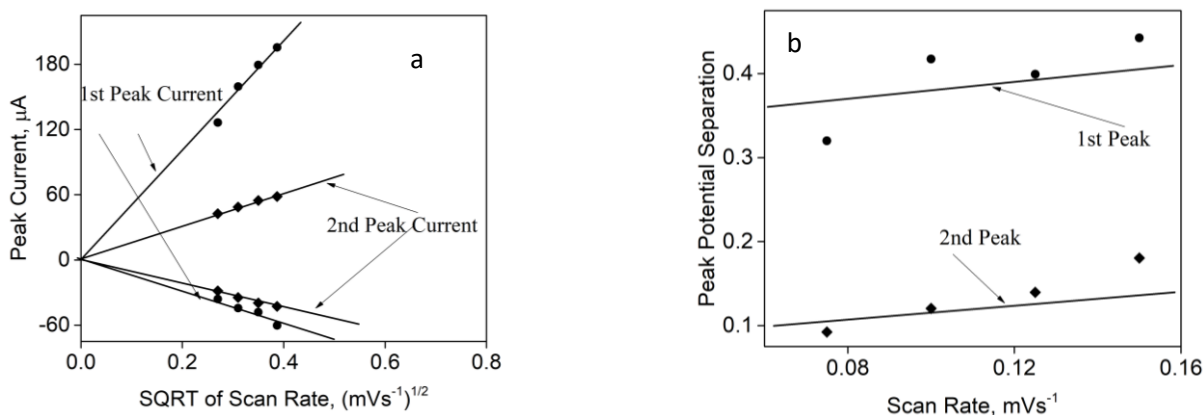 a
180
120
60
0
-60
0.0
0.2
0.4
0.6
0.8
Peak Current, μA
SQRT of Scan Rate, (mVs⁻¹)¹ᐟ²
1st Peak Current
2nd Peak Current
b
0.4
0.3
0.2
0.1
0.08
0.12
0.16
Peak Potential Separation
Scan Rate, mVs⁻¹
1st Peak
2nd Peak